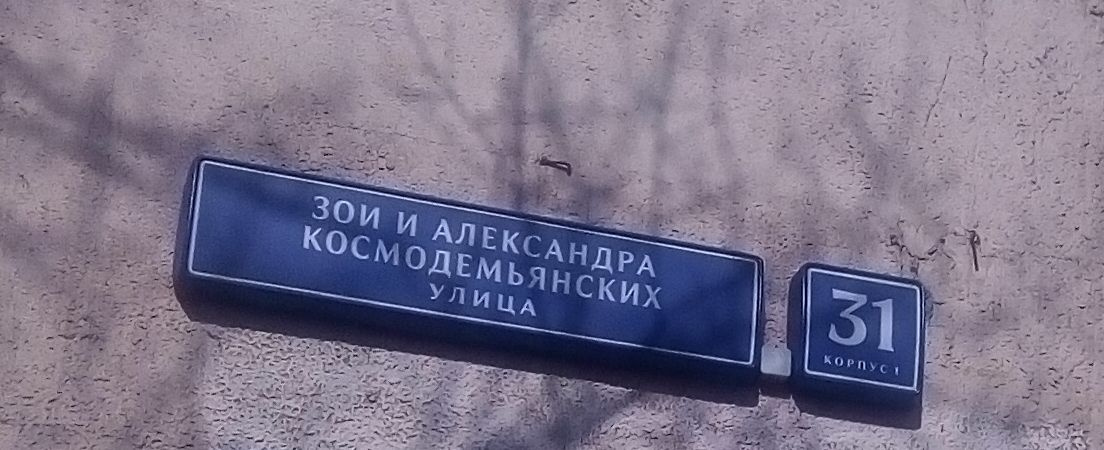 ЗОИ И АЛЕКСАНДРА
КОСМОДЕМЬЯНСКИХ
УЛИЦА
31
КОРПУС 1